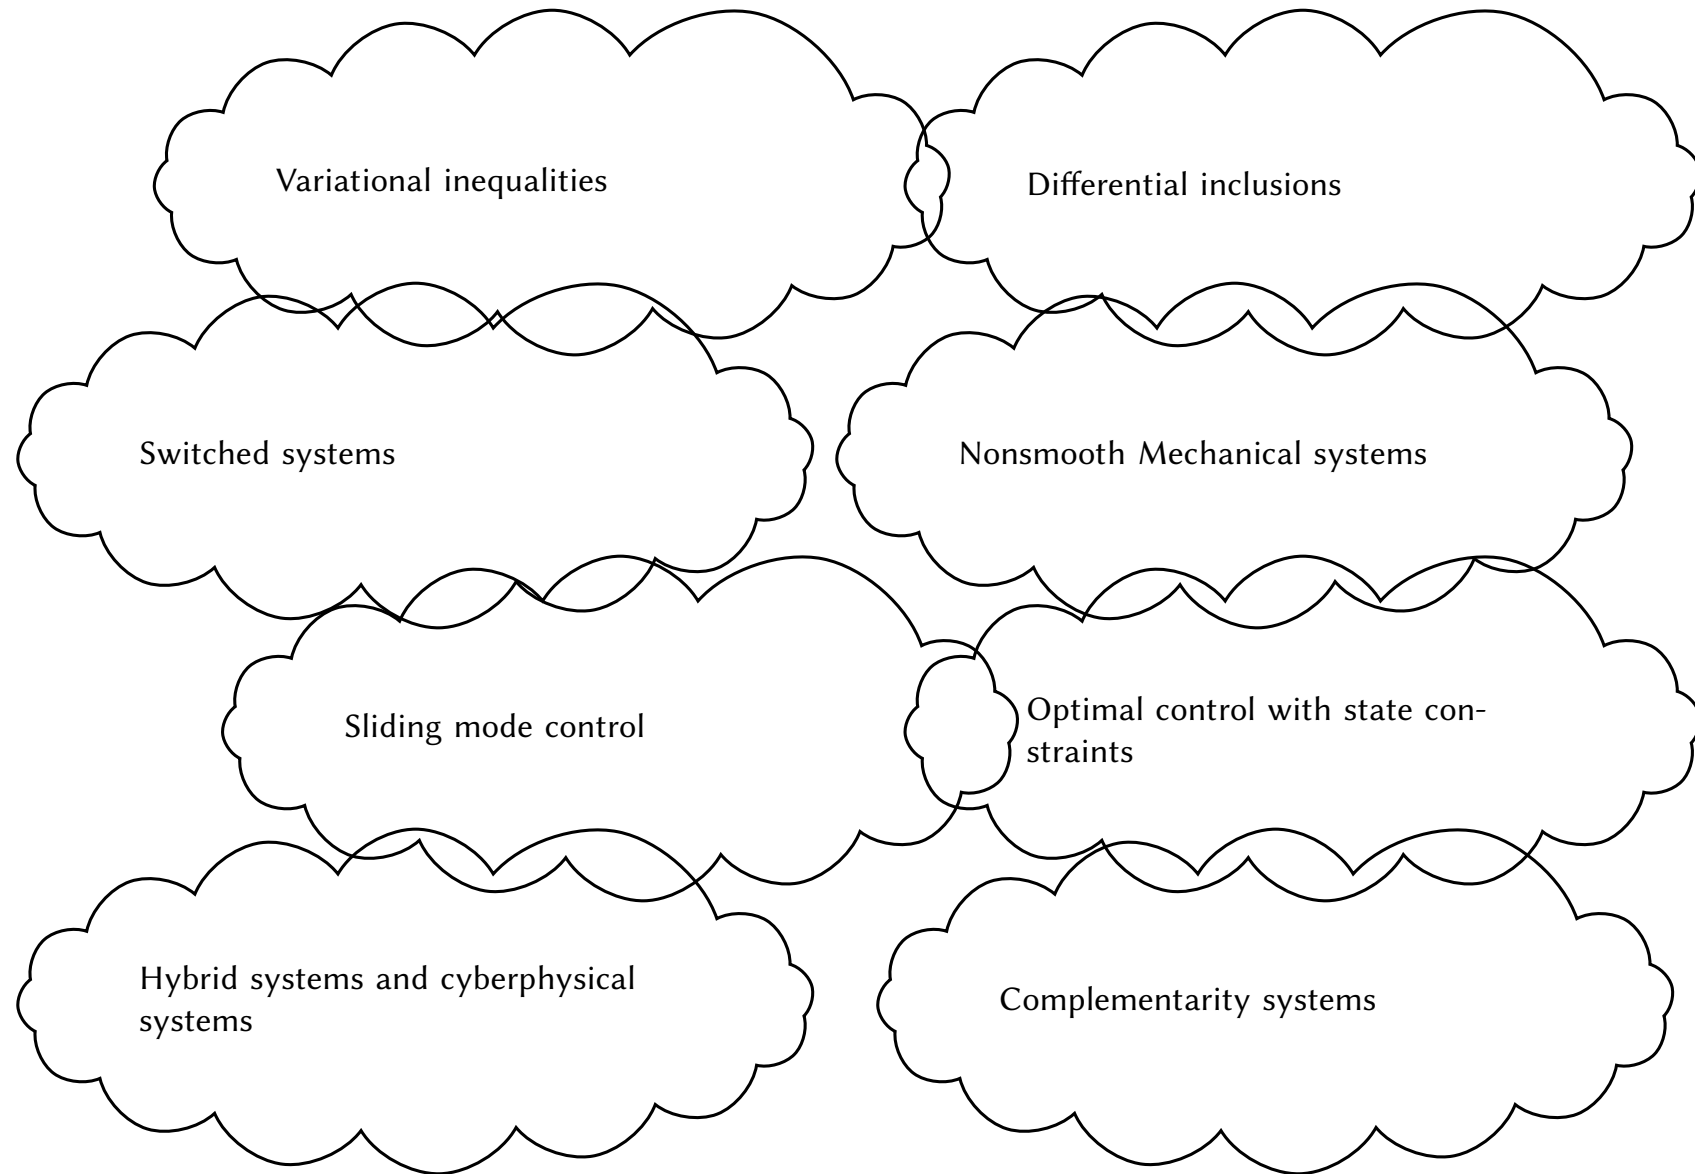 Variational inequalities
Differential inclusions
Switched systems
Nonsmooth Mechanical systems
Sliding mode control
Optimal control with state con-
straints
Hybrid systems and cyberphysical
systems
Complementarity systems